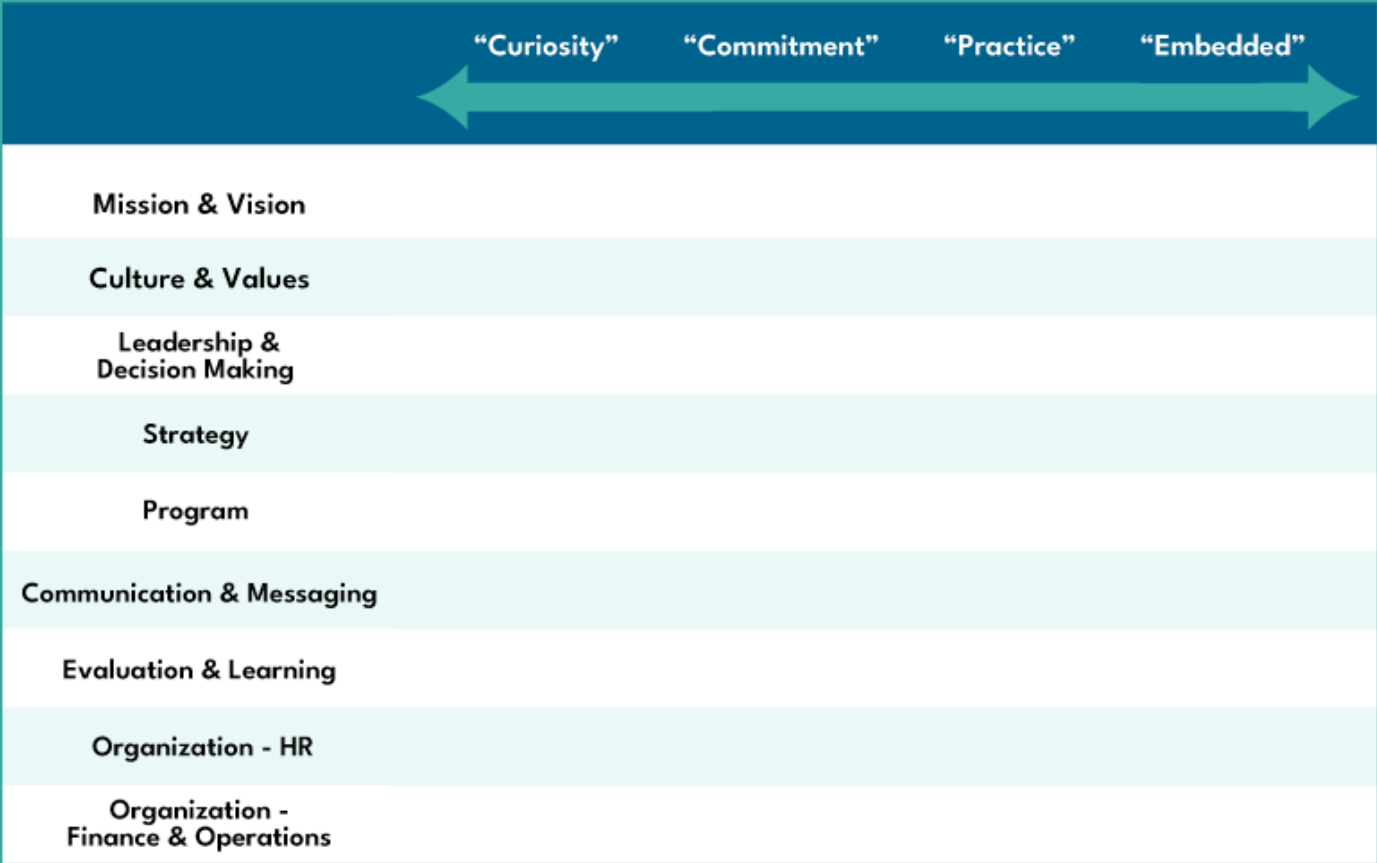 “Curiosity” “Commitment” “Practice” “Embedded”
Mission & Vision
Culture & Values
Leadership &
Decision Making
Strategy
Program
Communication & Messaging
Evaluation & Learning
Organization - HR
Organization -
Finance & Operations